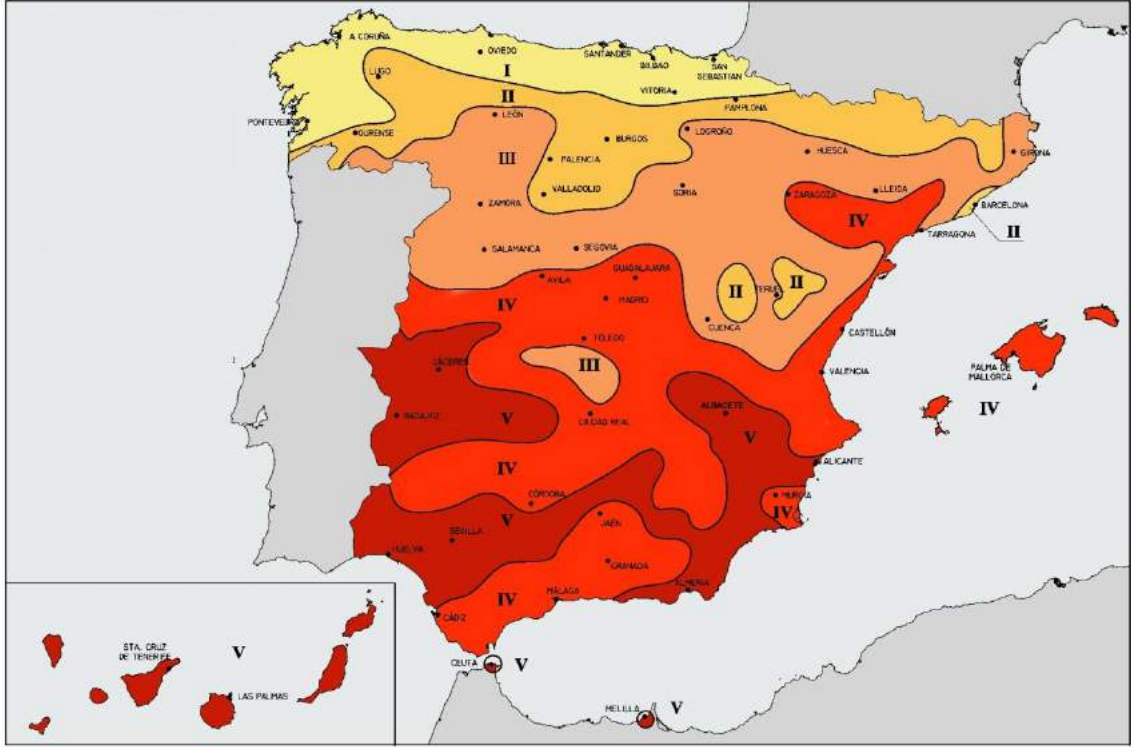 A CORUÑA
OVIEDO
SANTANDER
BILBAO
SAN
SEBASTIAN
LUGO
I
VITORIA
II
PAMPLONA
PONTEVEDRA
LEÓN
OURENSE
BURGOS
LOGROÑO
HUESCA
GIRONA
III
PALENCIA
VALLADOLID
SORIA
ZARAGOZA
LLEIDA
BARCELONA
ZAMORA
IV
TARRAGONA
II
SALAMANCA
SEGOVIA
AVILA
GUADALAJARA
II
II
TERUEL
IV
MADRID
CUENCA
CASTELLÓN
TOLEDO
CÁCERES
III
VALENCIA
PALMA DE
MALLORCA
IV
BADAJOZ
V
CIUDAD REAL
ALBACETE
V
IV
ALICANTE
CÓRDOBA
MURCIA
IV
V
JAÉN
SEVILLA
HUELVA
GRANADA
ALMERIA
IV
MÁLAGA
CÁDIZ
CEUTA
V
MELILLA
V
STA. CRUZ
DE TENERIFE
V
LAS PALMAS